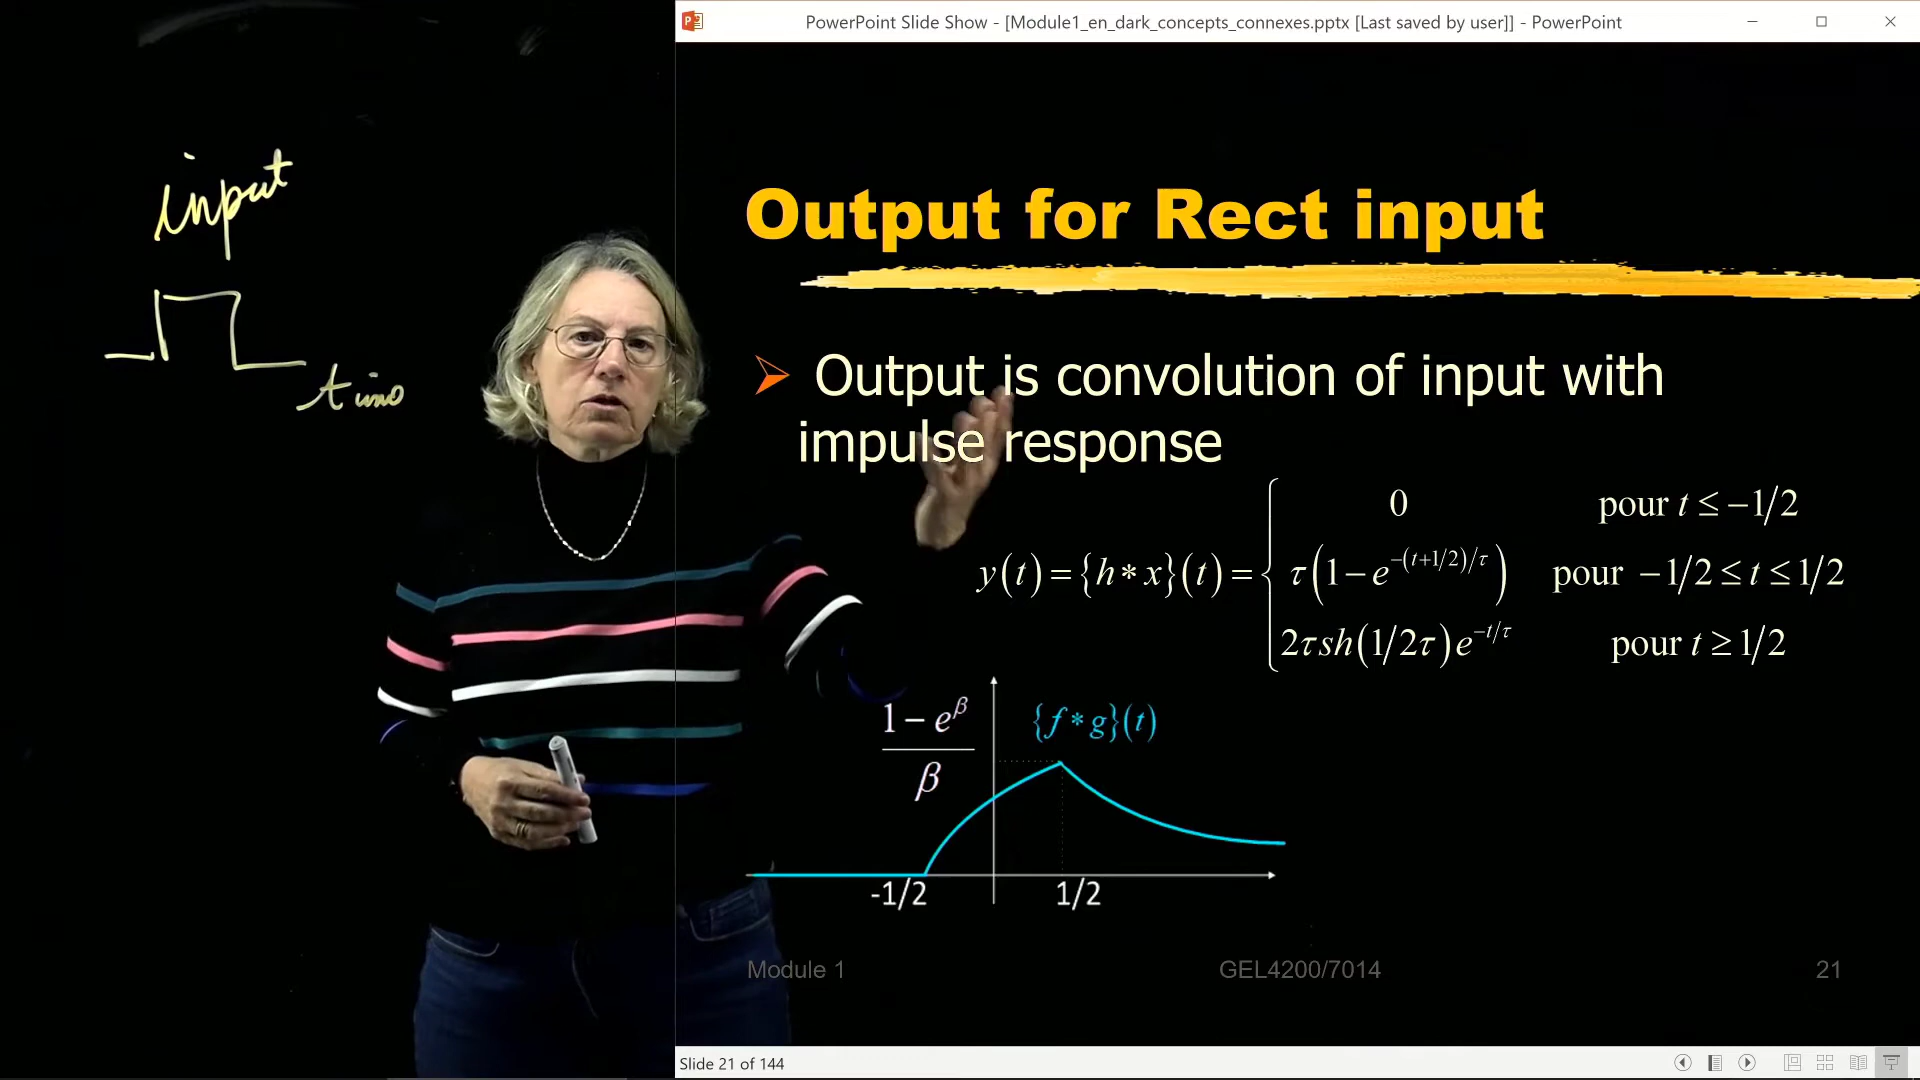 PowerPoint Slide Show - [Module1_en_dark_concepts_connexes.pptx [Last saved by user]] - PowerPoint
input
time
Output for Rect input
Output is convolution of input with
impulse response
0 pour t ≤ −1/2
y(t) = {h ∗ x}(t) = { τ(1 − e^{−(t+1/2)/τ}) pour −1/2 ≤ t ≤ 1/2
2τsh(1/2τ)e^{−t/τ} pour t ≥ 1/2
1 − e^β
β
{f ∗ g}(t)
-1/2 1/2
Module 1 GEL4200/7014 21
Slide 21 of 144